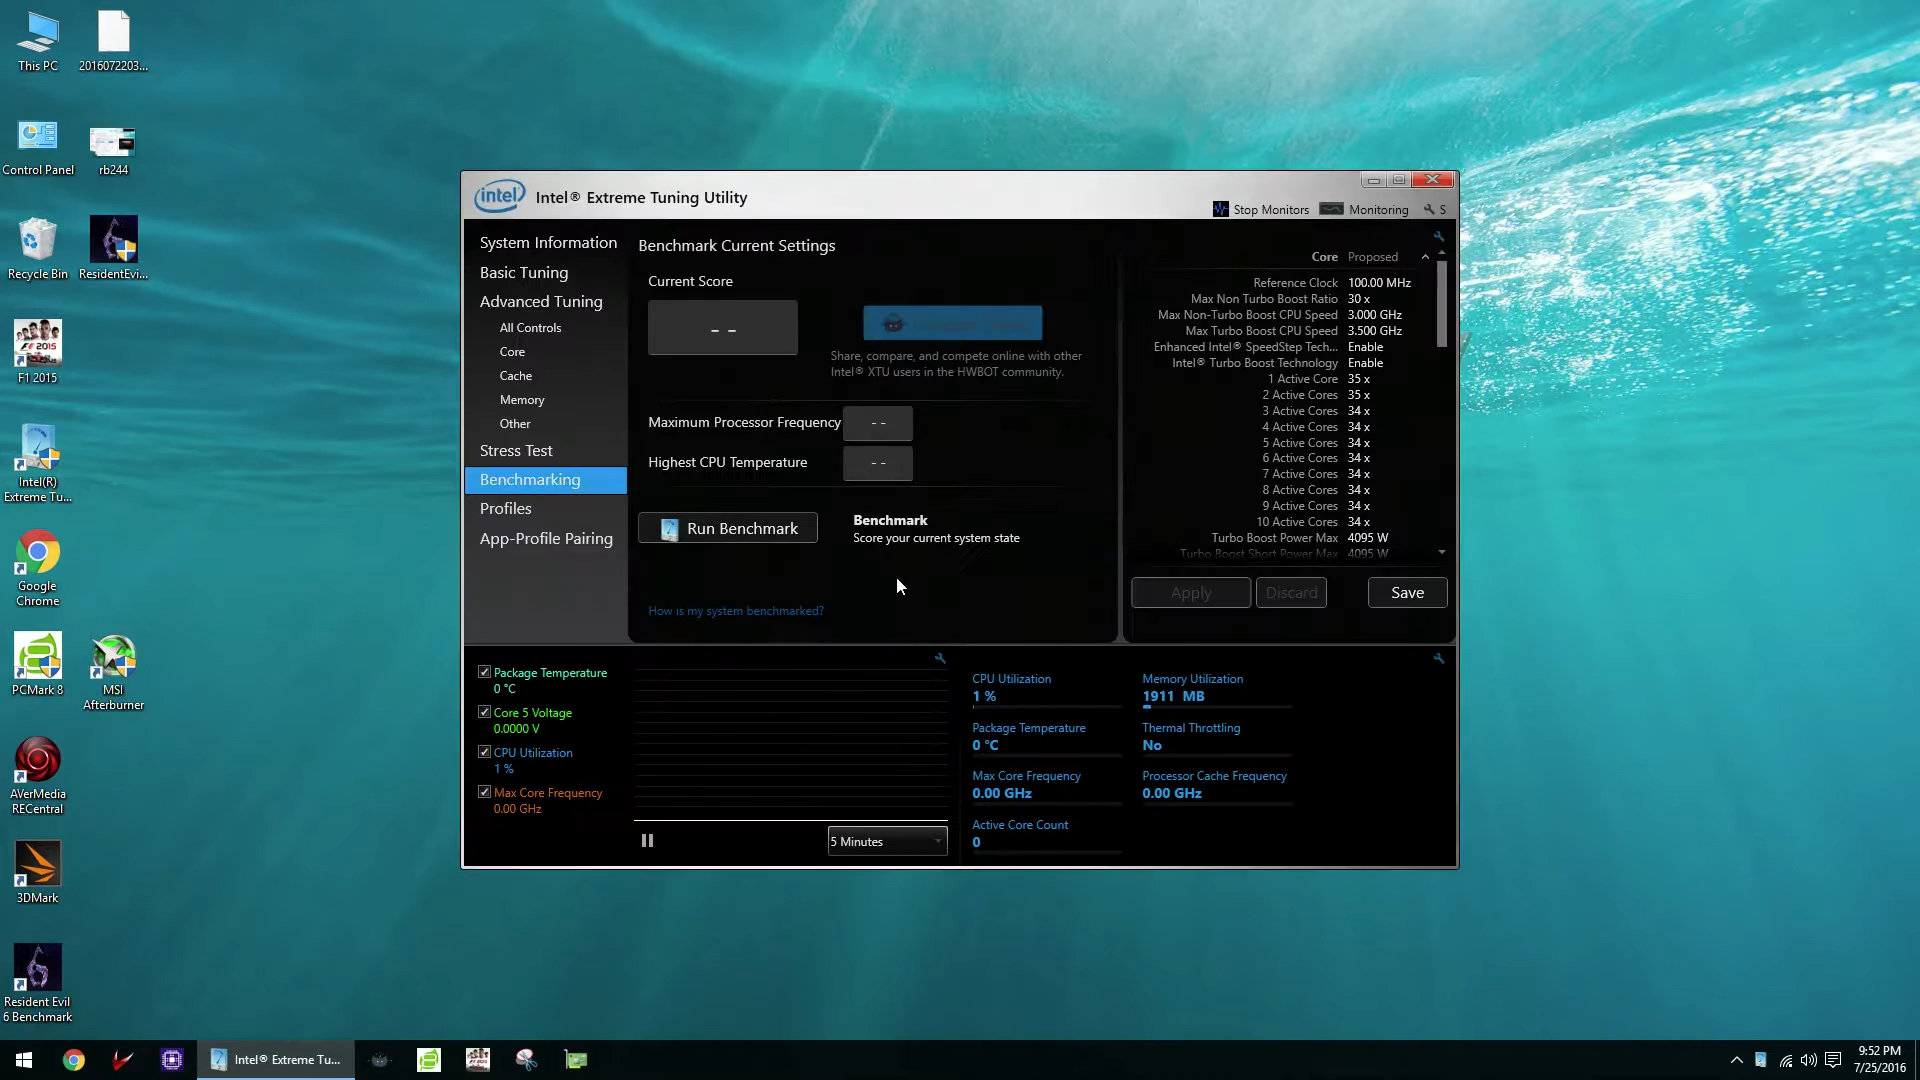 This PC
2016072203...
Control Panel
rb244
Recycle Bin
ResidentEvi...
F1 2015
Intel(R)
Extreme Tu...
Google
Chrome
PCMark 8
MSI
Afterburner
AVerMedia
RECentral
3DMark
Resident Evil
6 Benchmark
intel
Intel® Extreme Tuning Utility
Stop Monitors
Monitoring
S
System Information
Basic Tuning
Advanced Tuning
All Controls
Core
Cache
Memory
Other
Stress Test
Benchmarking
Profiles
App-Profile Pairing
Benchmark Current Settings
Current Score
- -
Share, compare, and compete online with other
Intel® XTU users in the HWBOT community.
Maximum Processor Frequency - -
Highest CPU Temperature - -
Run Benchmark
Benchmark
Score your current system state
How is my system benchmarked?
Core Proposed
Reference Clock 100.00 MHz
Max Non Turbo Boost Ratio 30 x
Max Non-Turbo Boost CPU Speed 3.000 GHz
Max Turbo Boost CPU Speed 3.500 GHz
Enhanced Intel® SpeedStep Tech... Enable
Intel® Turbo Boost Technology Enable
1 Active Core 35 x
2 Active Cores 35 x
3 Active Cores 34 x
4 Active Cores 34 x
5 Active Cores 34 x
6 Active Cores 34 x
7 Active Cores 34 x
8 Active Cores 34 x
9 Active Cores 34 x
10 Active Cores 34 x
Turbo Boost Power Max 4095 W
Turbo Boost Short Power Max 4095 W
Apply
Discard
Save
Package Temperature
0 °C
Core 5 Voltage
0.0000 V
CPU Utilization
1 %
Max Core Frequency
0.00 GHz
5 Minutes
CPU Utilization
1 %
Memory Utilization
1911 MB
Package Temperature
0 °C
Thermal Throttling
No
Max Core Frequency
0.00 GHz
Processor Cache Frequency
0.00 GHz
Active Core Count
0
Intel® Extreme Tu...
9:52 PM
7/25/2016